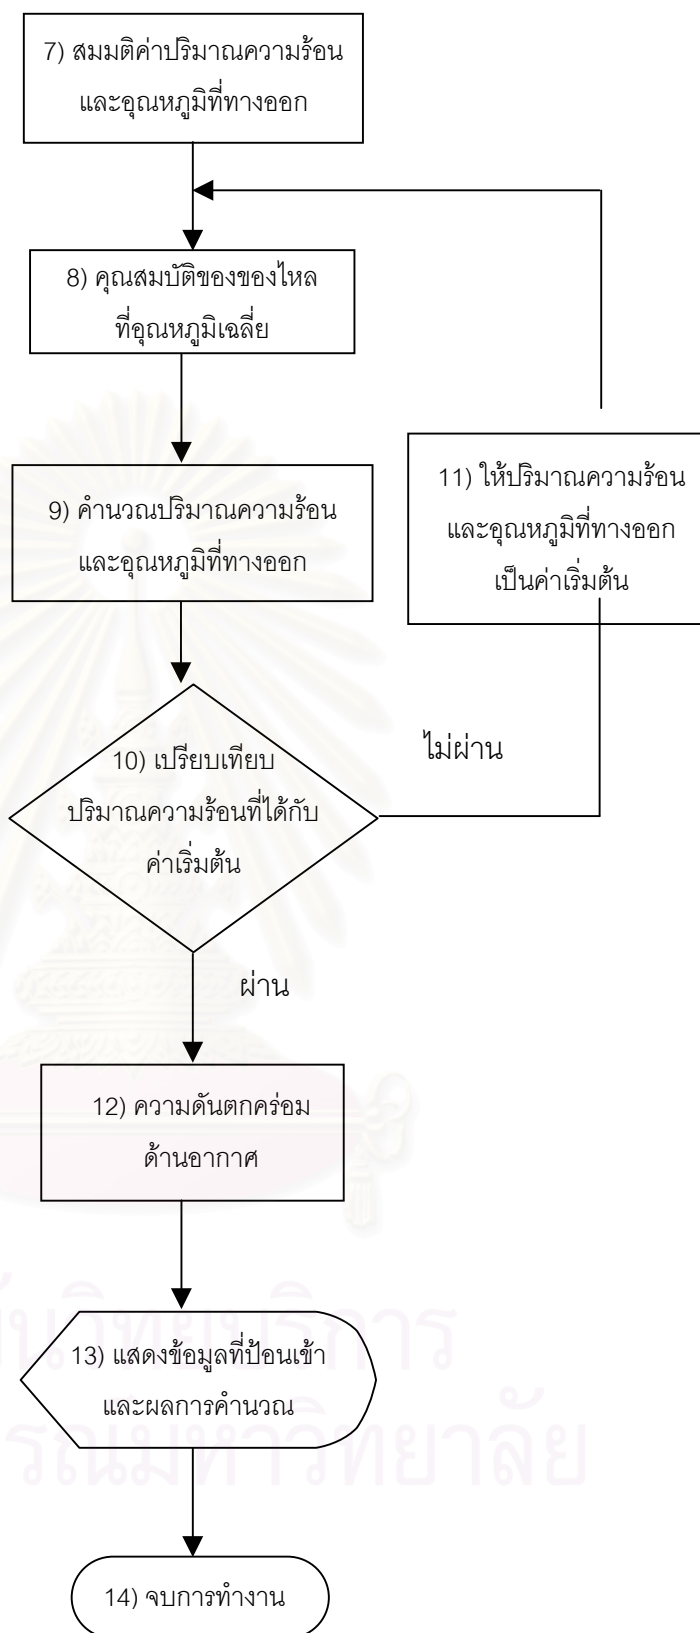 7) สมมติค่าปริมาณความร้อน
และอุณหภูมิที่ทางออก
8) คุณสมบัติของของไหล
ที่อุณหภูมิเฉลี่ย
9) คำนวณปริมาณความร้อน
และอุณหภูมิที่ทางออก
11) ให้ปริมาณความร้อน
และอุณหภูมิที่ทางออก
เป็นค่าเริ่มต้น
10) เปรียบเทียบ
ปริมาณความร้อนที่ได้กับ
ค่าเริ่มต้น
ไม่ผ่าน
ผ่าน
12) ความดันตกคร่อม
ด้านอากาศ
13) แสดงข้อมูลที่ป้อนเข้า
และผลการคำนวณ
14) จบการทำงาน